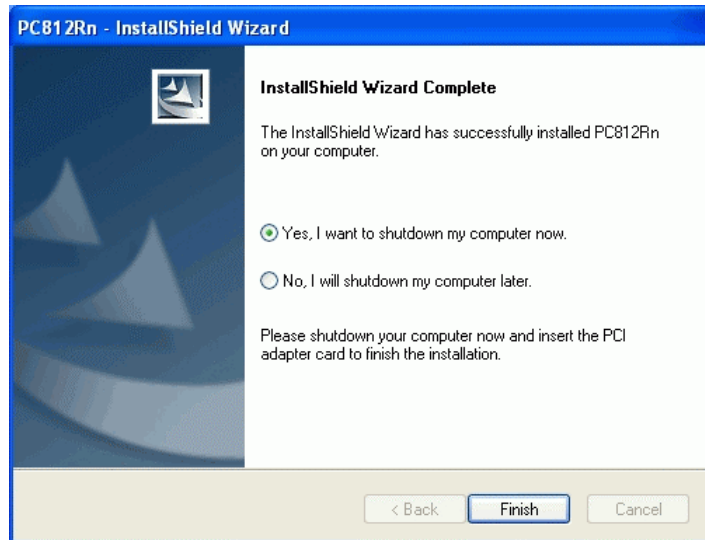 PC812Rn - InstallShield Wizard
InstallShield Wizard Complete
The InstallShield Wizard has successfully installed PC812Rn
on your computer.
Yes, I want to shutdown my computer now.
No, I will shutdown my computer later.
Please shutdown your computer now and insert the PCI
adapter card to finish the installation.
< Back
Finish
Cancel